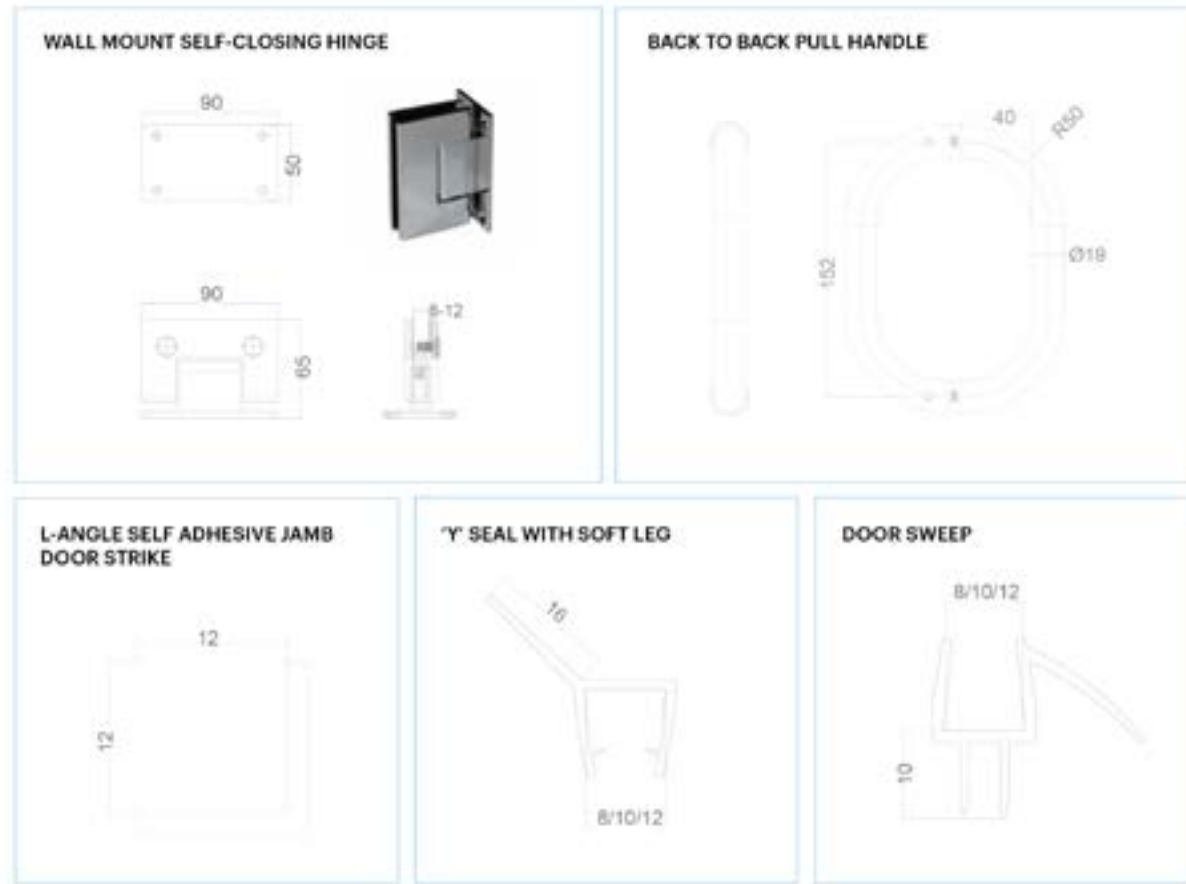 WALL MOUNT SELF-CLOSING HINGE
90
50
90
65
8-12
BACK TO BACK PULL HANDLE
40
R50
152
Ø19
L-ANGLE SELF ADHESIVE JAMB
DOOR STRIKE
12
12
'Y' SEAL WITH SOFT LEG
16
8/10/12
DOOR SWEEP
8/10/12
10